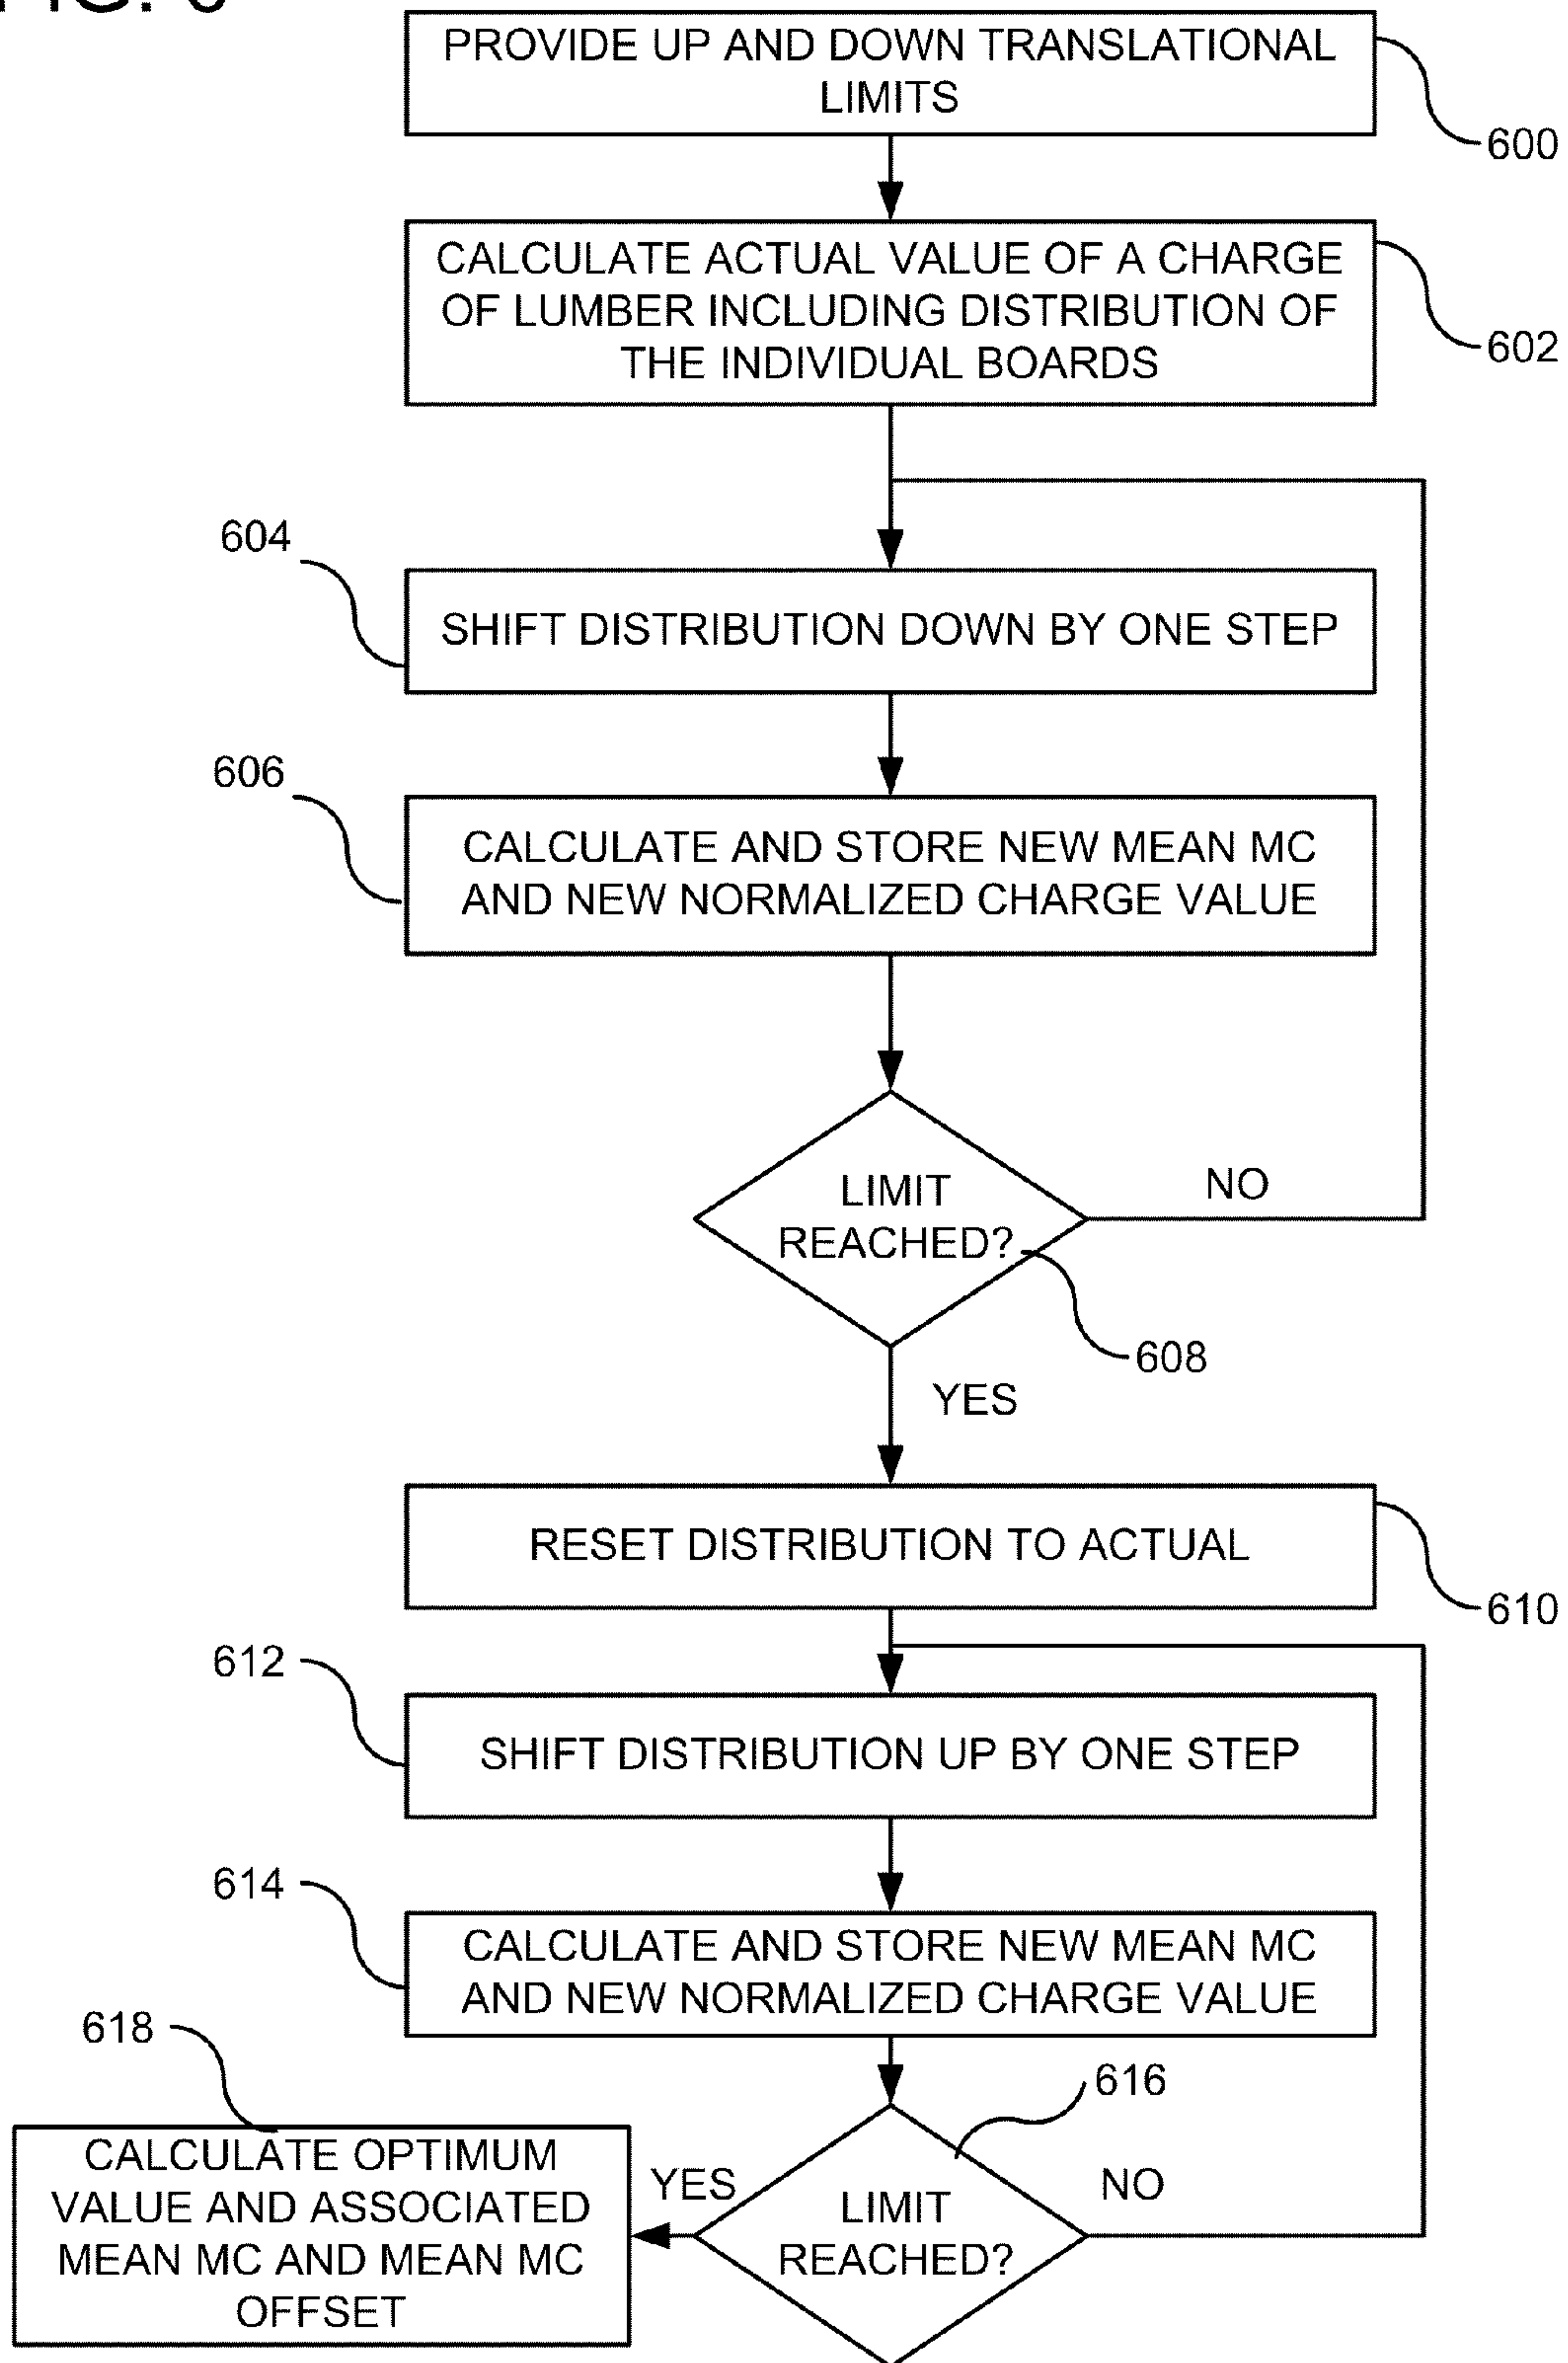 PROVIDE UP AND DOWN TRANSLATIONAL
LIMITS
600
CALCULATE ACTUAL VALUE OF A CHARGE
OF LUMBER INCLUDING DISTRIBUTION OF
THE INDIVIDUAL BOARDS
602
604
SHIFT DISTRIBUTION DOWN BY ONE STEP
606
CALCULATE AND STORE NEW MEAN MC
AND NEW NORMALIZED CHARGE VALUE
LIMIT
REACHED?
NO
608
YES
RESET DISTRIBUTION TO ACTUAL
610
612
SHIFT DISTRIBUTION UP BY ONE STEP
614
CALCULATE AND STORE NEW MEAN MC
AND NEW NORMALIZED CHARGE VALUE
618
616
CALCULATE OPTIMUM
VALUE AND ASSOCIATED
MEAN MC AND MEAN MC
OFFSET
YES
LIMIT
REACHED?
NO